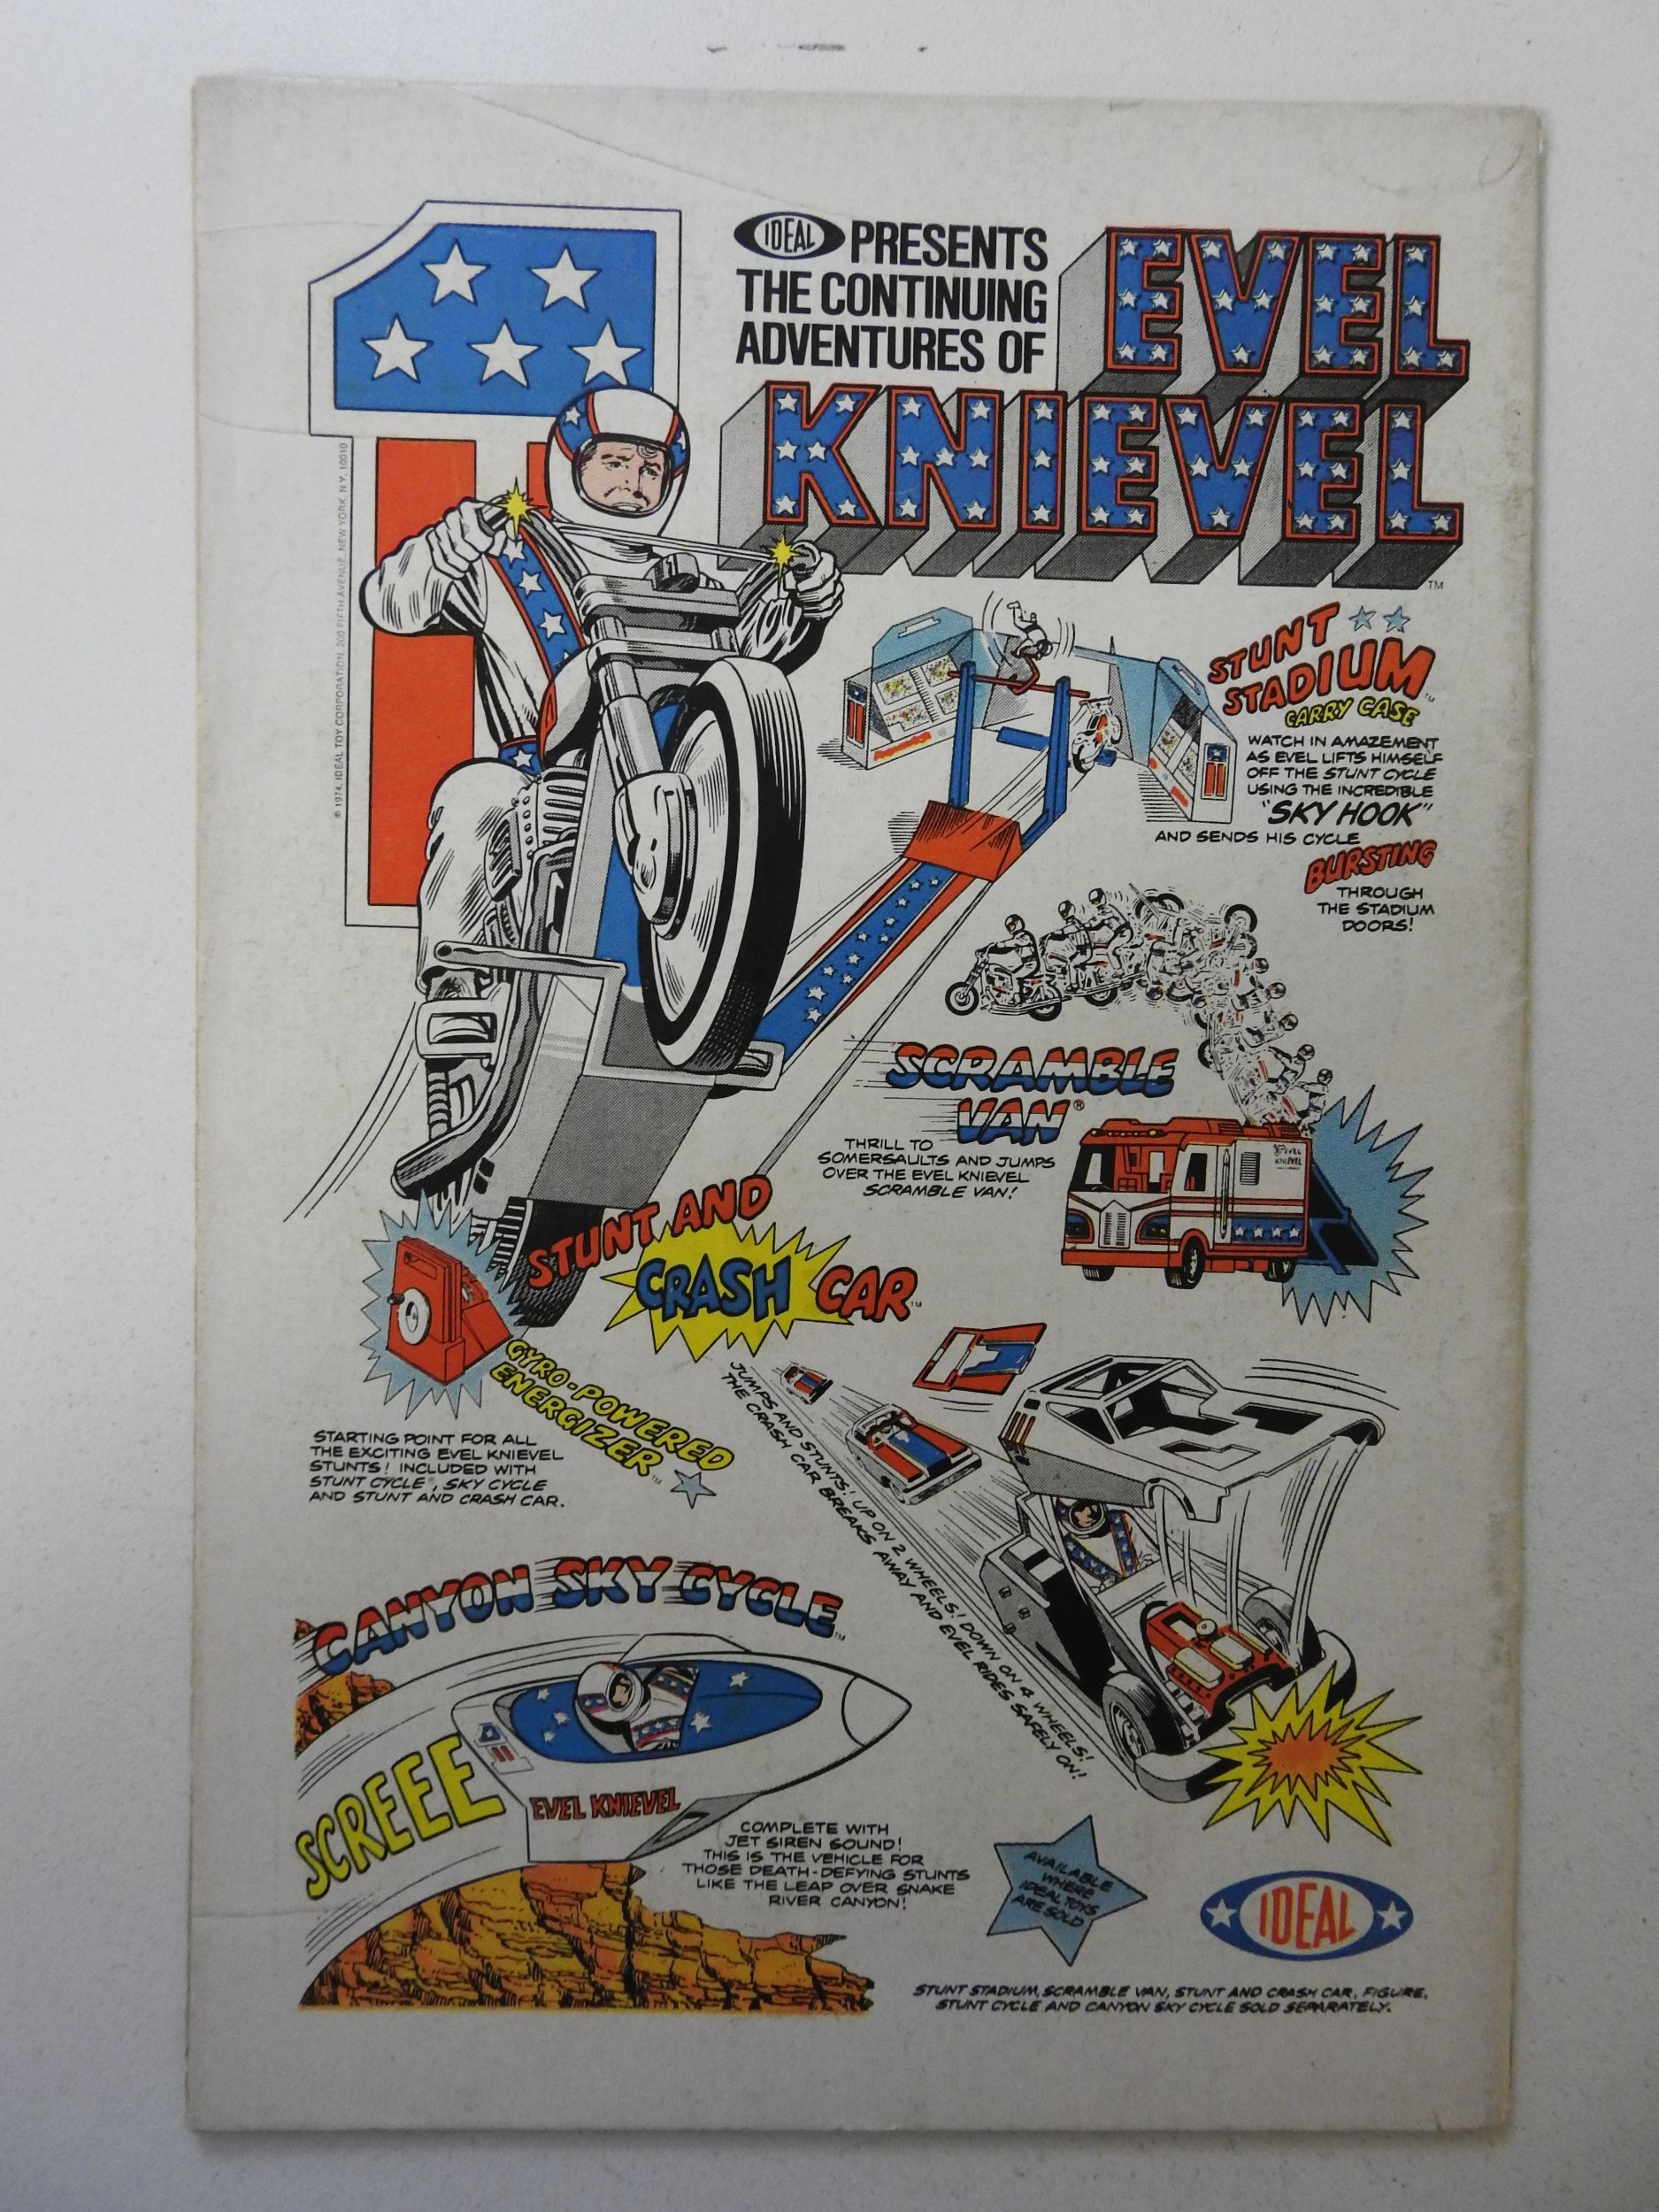 IDEAL PRESENTS
THE CONTINUING
ADVENTURES OF
EVEL
KNIEVEL
TM
© 1974, IDEAL TOY CORPORATION, 200 FIFTH AVENUE, NEW YORK, N.Y. 10010
STUNT
STADIUM TM
CARRY CASE
WATCH IN AMAZEMENT
AS EVEL LIFTS HIMSELF
OFF THE STUNT CYCLE
USING THE INCREDIBLE
"SKY HOOK"
AND SENDS HIS CYCLE
BURSTING
THROUGH
THE STADIUM
DOORS!
SCRAMBLE
VAN®
THRILL TO
SOMERSAULTS AND JUMPS
OVER THE EVEL KNIEVEL
SCRAMBLE VAN!
EVEL
KNIEVEL
STUNT AND
CRASH CAR TM
JUMPS AND STUNTS! UP ON 2 WHEELS! DOWN ON 4 WHEELS!
THE CRASH CAR BREAKS AWAY AND EVEL RIDES SAFELY ON!
GYRO-POWERED
ENERGIZER TM
STARTING POINT FOR ALL
THE EXCITING EVEL KNIEVEL
STUNTS! INCLUDED WITH
STUNT CYCLE, SKY CYCLE
AND STUNT AND CRASH CAR.
CANYON SKY CYCLE TM
SCREEE
EVEL KNIEVEL
COMPLETE WITH
JET SIREN SOUND!
THIS IS THE VEHICLE FOR
THOSE DEATH-DEFYING STUNTS
LIKE THE LEAP OVER SNAKE
RIVER CANYON!
AVAILABLE
WHERE
IDEAL TOYS
ARE SOLD
IDEAL
STUNT STADIUM, SCRAMBLE VAN, STUNT AND CRASH CAR, FIGURE,
STUNT CYCLE AND CANYON SKY CYCLE SOLD SEPARATELY.